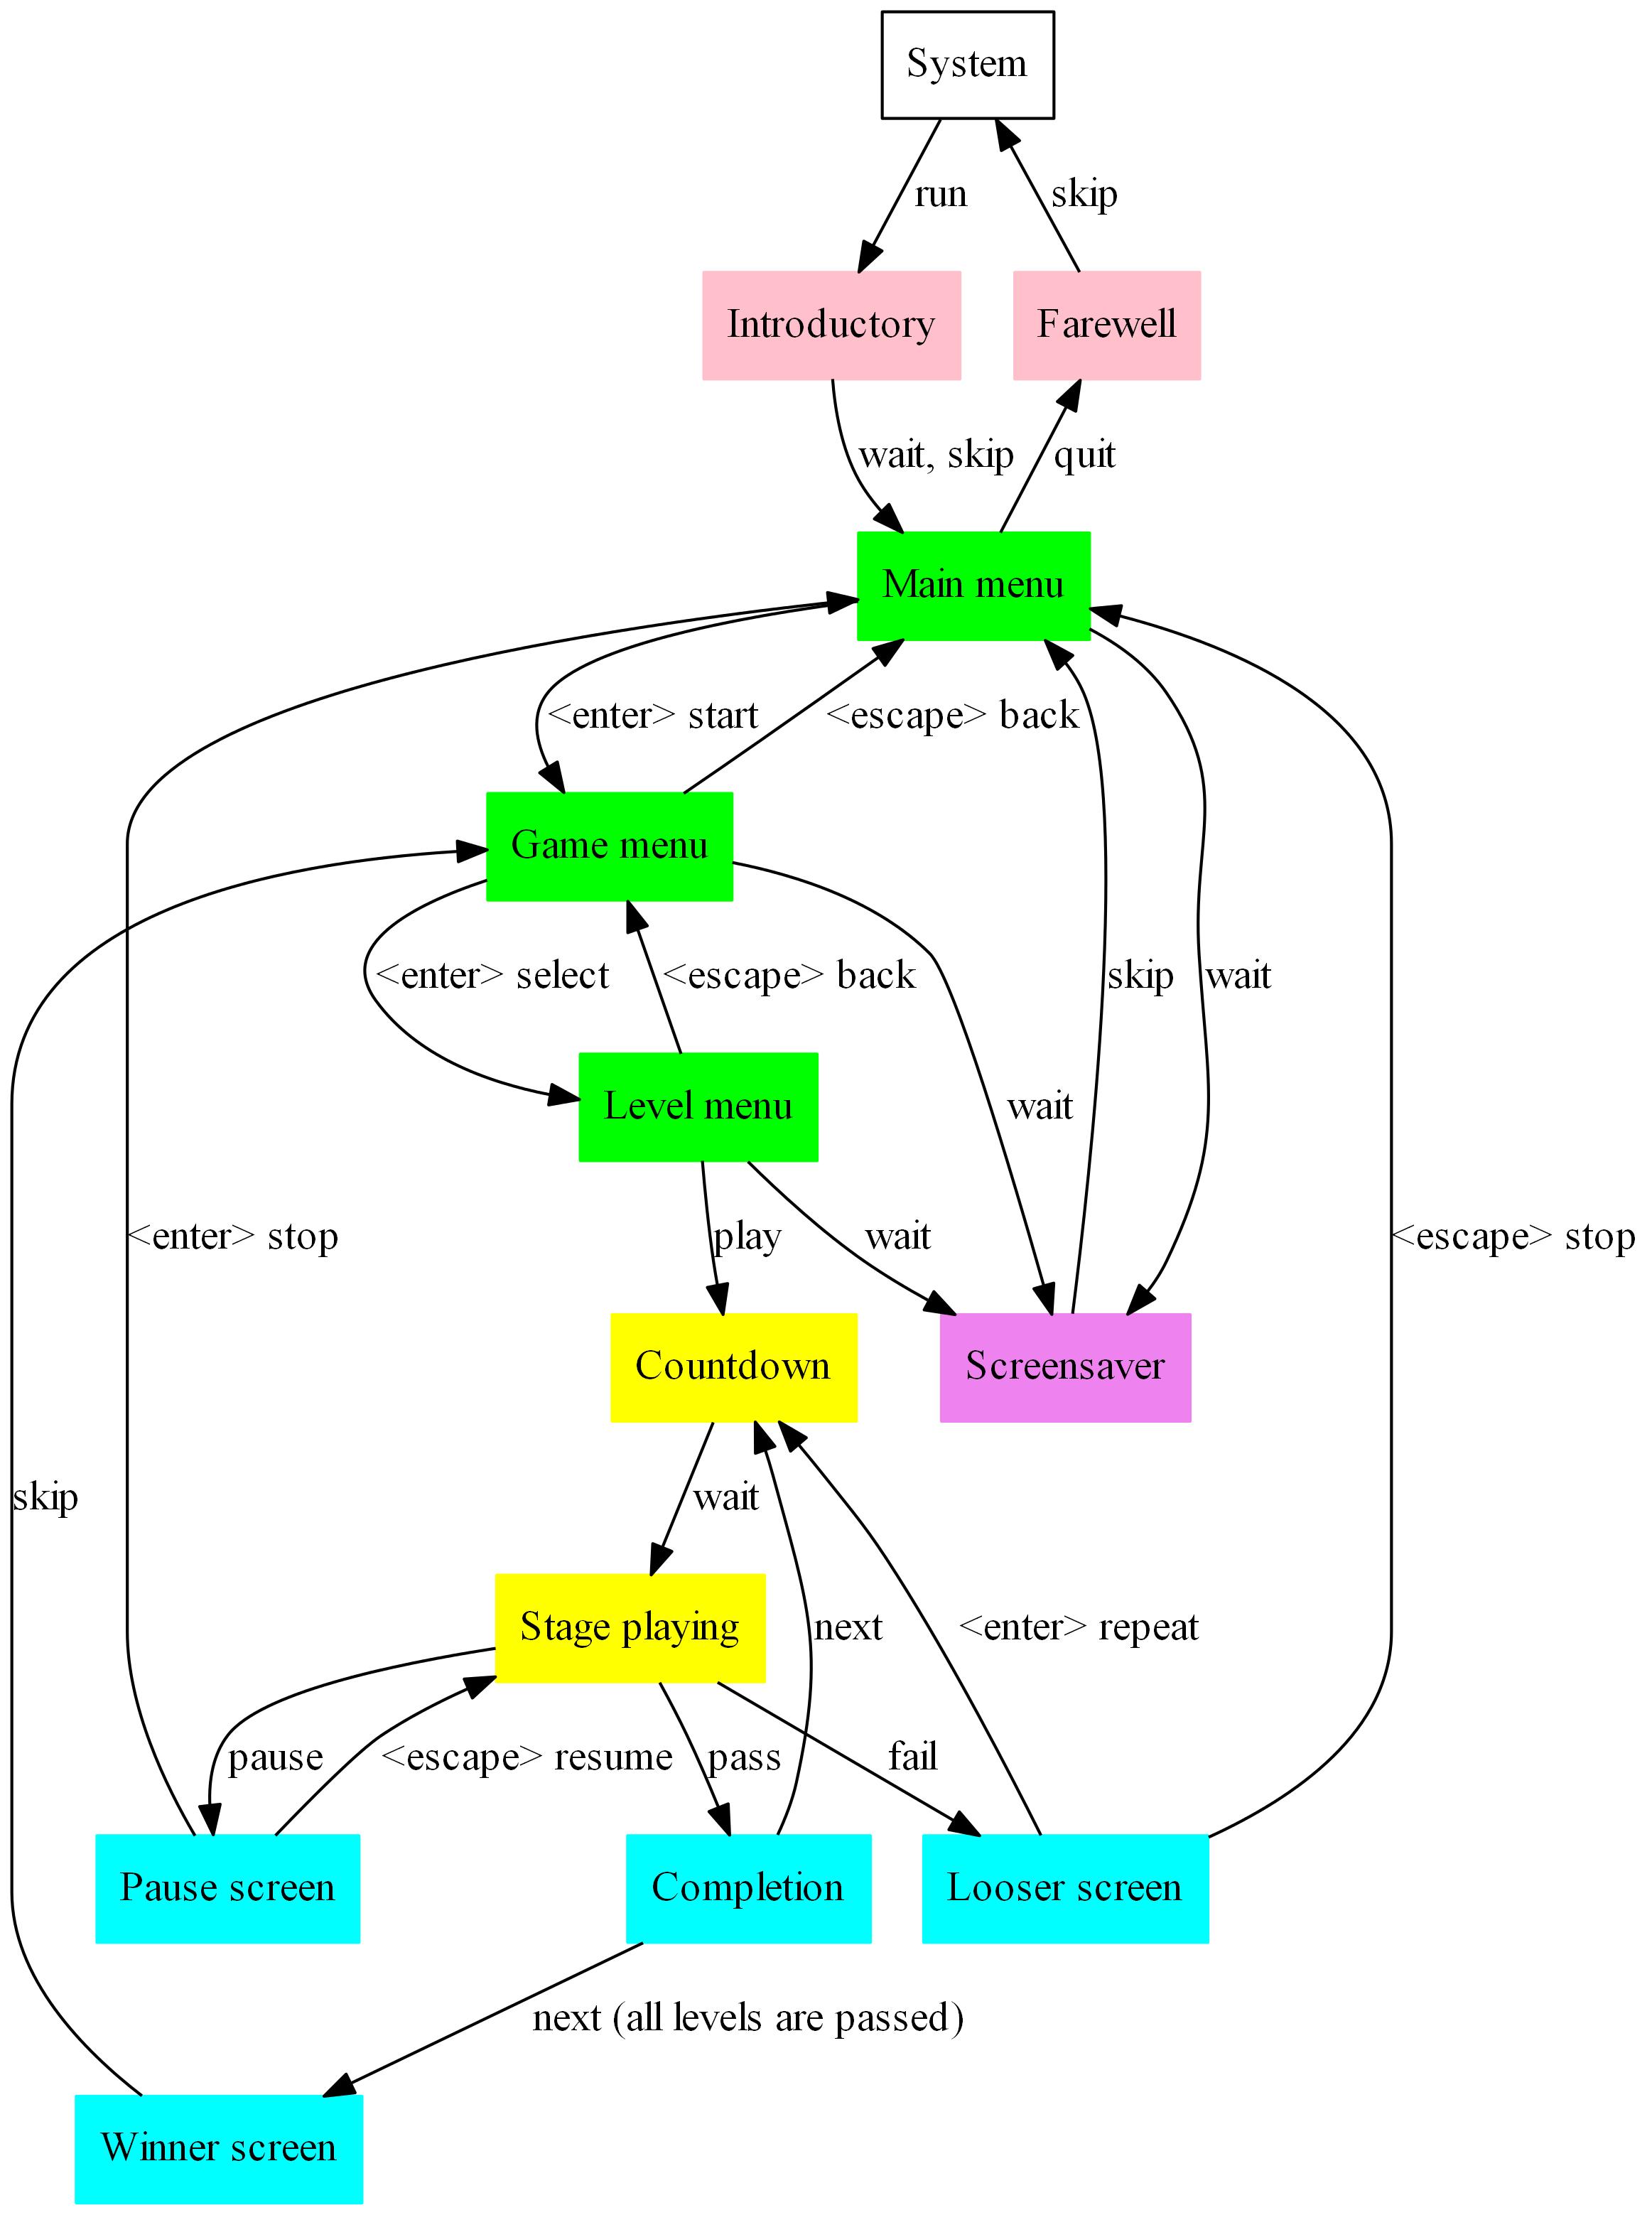 System
run
skip
Introductory
Farewell
wait, skip
quit
Main menu
<enter> start
<escape> back
Game menu
<enter> select
<escape> back
skip
wait
Level menu
wait
<enter> stop
play
wait
<escape> stop
Countdown
Screensaver
skip
wait
Stage playing
next
<enter> repeat
pause
<escape> resume
pass
fail
Pause screen
Completion
Looser screen
next (all levels are passed)
Winner screen